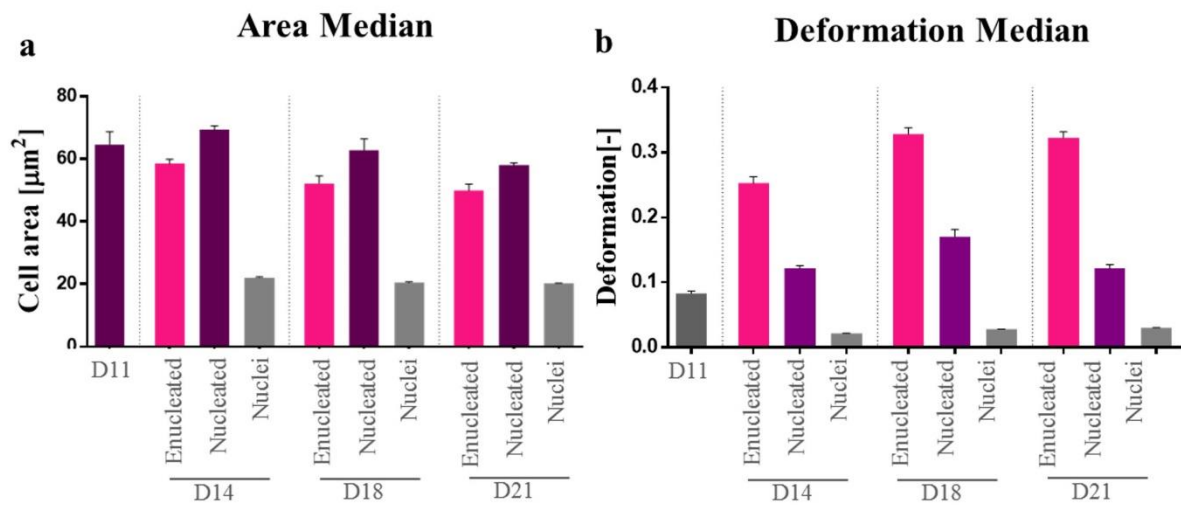 a
Area Median
Cell area [µm²]
80
60
40
20
0
D11
Enucleated
Nucleated
Nuclei
Enucleated
Nucleated
Nuclei
Enucleated
Nucleated
Nuclei
D14
D18
D21
b
Deformation Median
Deformation[-]
0.4
0.3
0.2
0.1
0.0
D11
Enucleated
Nucleated
Nuclei
Enucleated
Nucleated
Nuclei
Enucleated
Nucleated
Nuclei
D14
D18
D21